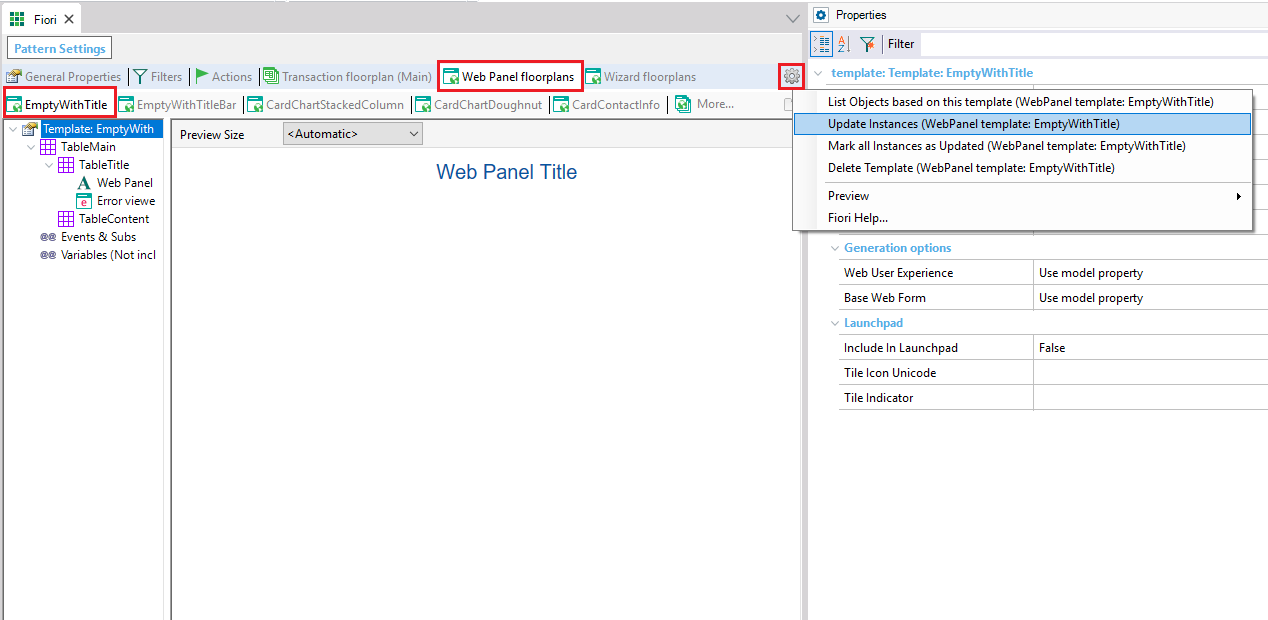 Fiori
Properties
Pattern Settings
Filter
General Properties
Filters
Actions
Transaction floorplan (Main)
Web Panel floorplans
Wizard floorplans
template: Template: EmptyWithTitle
EmptyWithTitle
EmptyWithTitleBar
CardChartStackedColumn
CardChartDoughnut
CardContactInfo
More...
List Objects based on this template (WebPanel template: EmptyWithTitle)
Update Instances (WebPanel template: EmptyWithTitle)
Mark all Instances as Updated (WebPanel template: EmptyWithTitle)
Delete Template (WebPanel template: EmptyWithTitle)
Preview
Fiori Help...
Template: EmptyWith
TableMain
TableTitle
Web Panel
Error viewe
TableContent
Events & Subs
Variables (Not incl
Preview Size
<Automatic>
Web Panel Title
Generation options
Web User Experience
Use model property
Base Web Form
Use model property
Launchpad
Include In Launchpad
False
Tile Icon Unicode
Tile Indicator